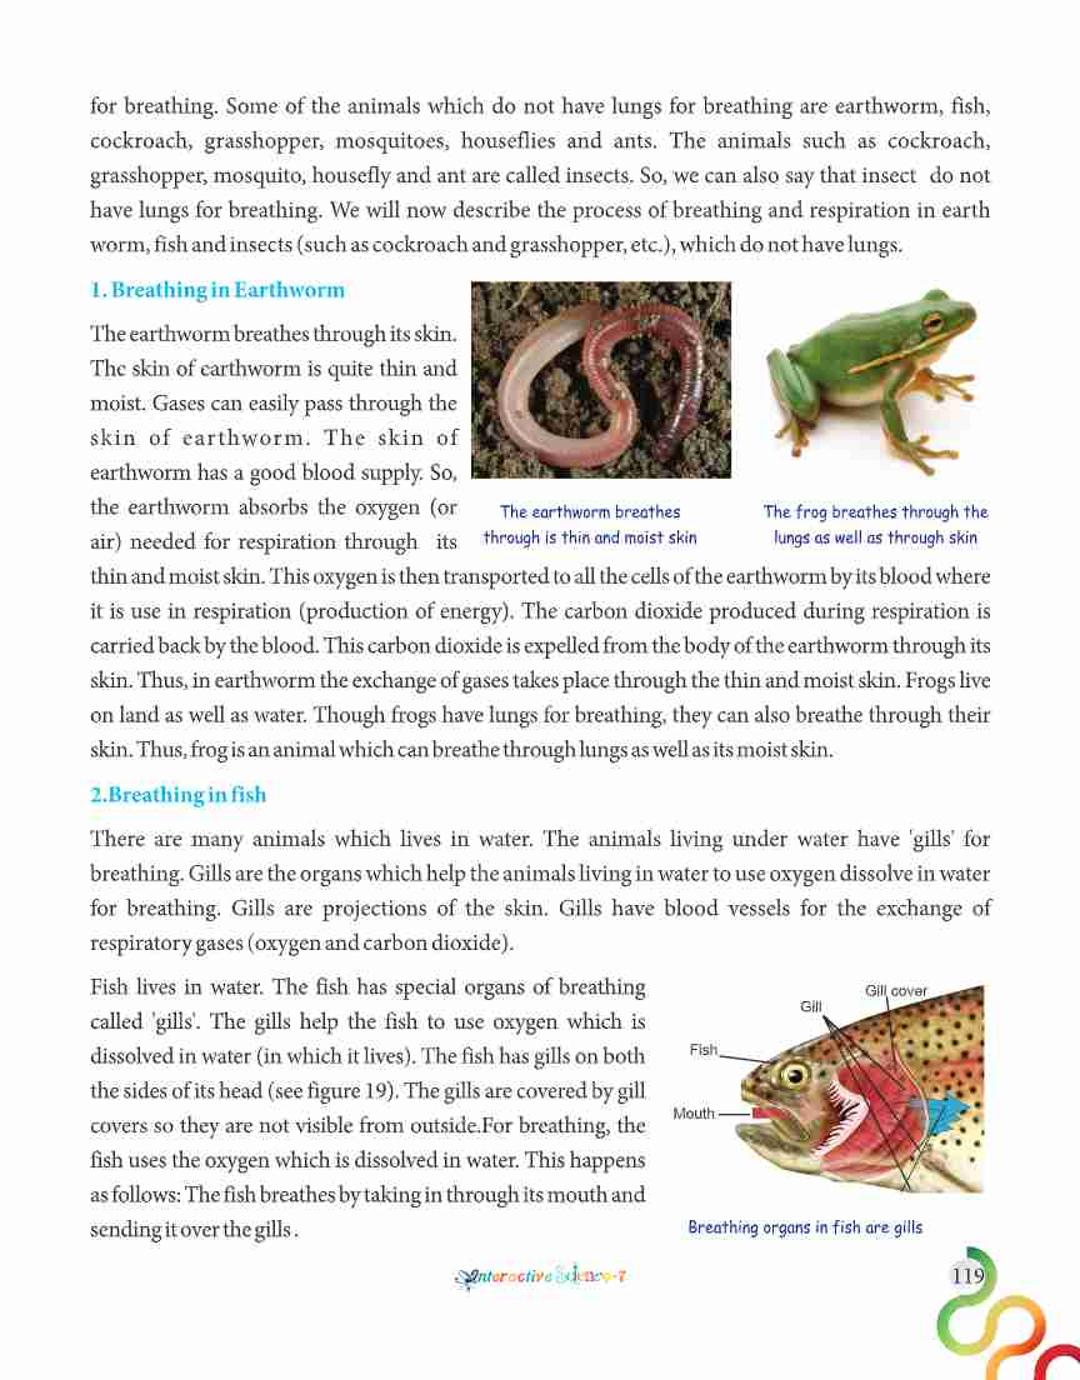 for breathing. Some of the animals which do not have lungs for breathing are earthworm, fish,
cockroach, grasshopper, mosquitoes, houseflies and ants. The animals such as cockroach,
grasshopper, mosquito, housefly and ant are called insects. So, we can also say that insect do not
have lungs for breathing. We will now describe the process of breathing and respiration in earth
worm, fish and insects (such as cockroach and grasshopper, etc.), which do not have lungs.
1. Breathing in Earthworm
The earthworm breathes through its skin.
The skin of earthworm is quite thin and
moist. Gases can easily pass through the
skin of earthworm. The skin of
earthworm has a good blood supply. So,
the earthworm absorbs the oxygen (or
air) needed for respiration through its
The earthworm breathes
through is thin and moist skin
The frog breathes through the
lungs as well as through skin
thin and moist skin. This oxygen is then transported to all the cells of the earthworm by its blood where
it is use in respiration (production of energy). The carbon dioxide produced during respiration is
carried back by the blood. This carbon dioxide is expelled from the body of the earthworm through its
skin. Thus, in earthworm the exchange of gases takes place through the thin and moist skin. Frogs live
on land as well as water. Though frogs have lungs for breathing, they can also breathe through their
skin. Thus, frog is an animal which can breathe through lungs as well as its moist skin.
2.Breathing in fish
There are many animals which lives in water. The animals living under water have 'gills' for
breathing. Gills are the organs which help the animals living in water to use oxygen dissolve in water
for breathing. Gills are projections of the skin. Gills have blood vessels for the exchange of
respiratory gases (oxygen and carbon dioxide).
Fish lives in water. The fish has special organs of breathing
called 'gills'. The gills help the fish to use oxygen which is
dissolved in water (in which it lives). The fish has gills on both
the sides of its head (see figure 19). The gills are covered by gill
covers so they are not visible from outside.For breathing, the
fish uses the oxygen which is dissolved in water. This happens
as follows: The fish breathes by taking in through its mouth and
sending it over the gills .
Gill cover
Gill
Fish
Mouth
Breathing organs in fish are gills
Interactive Science-7
119